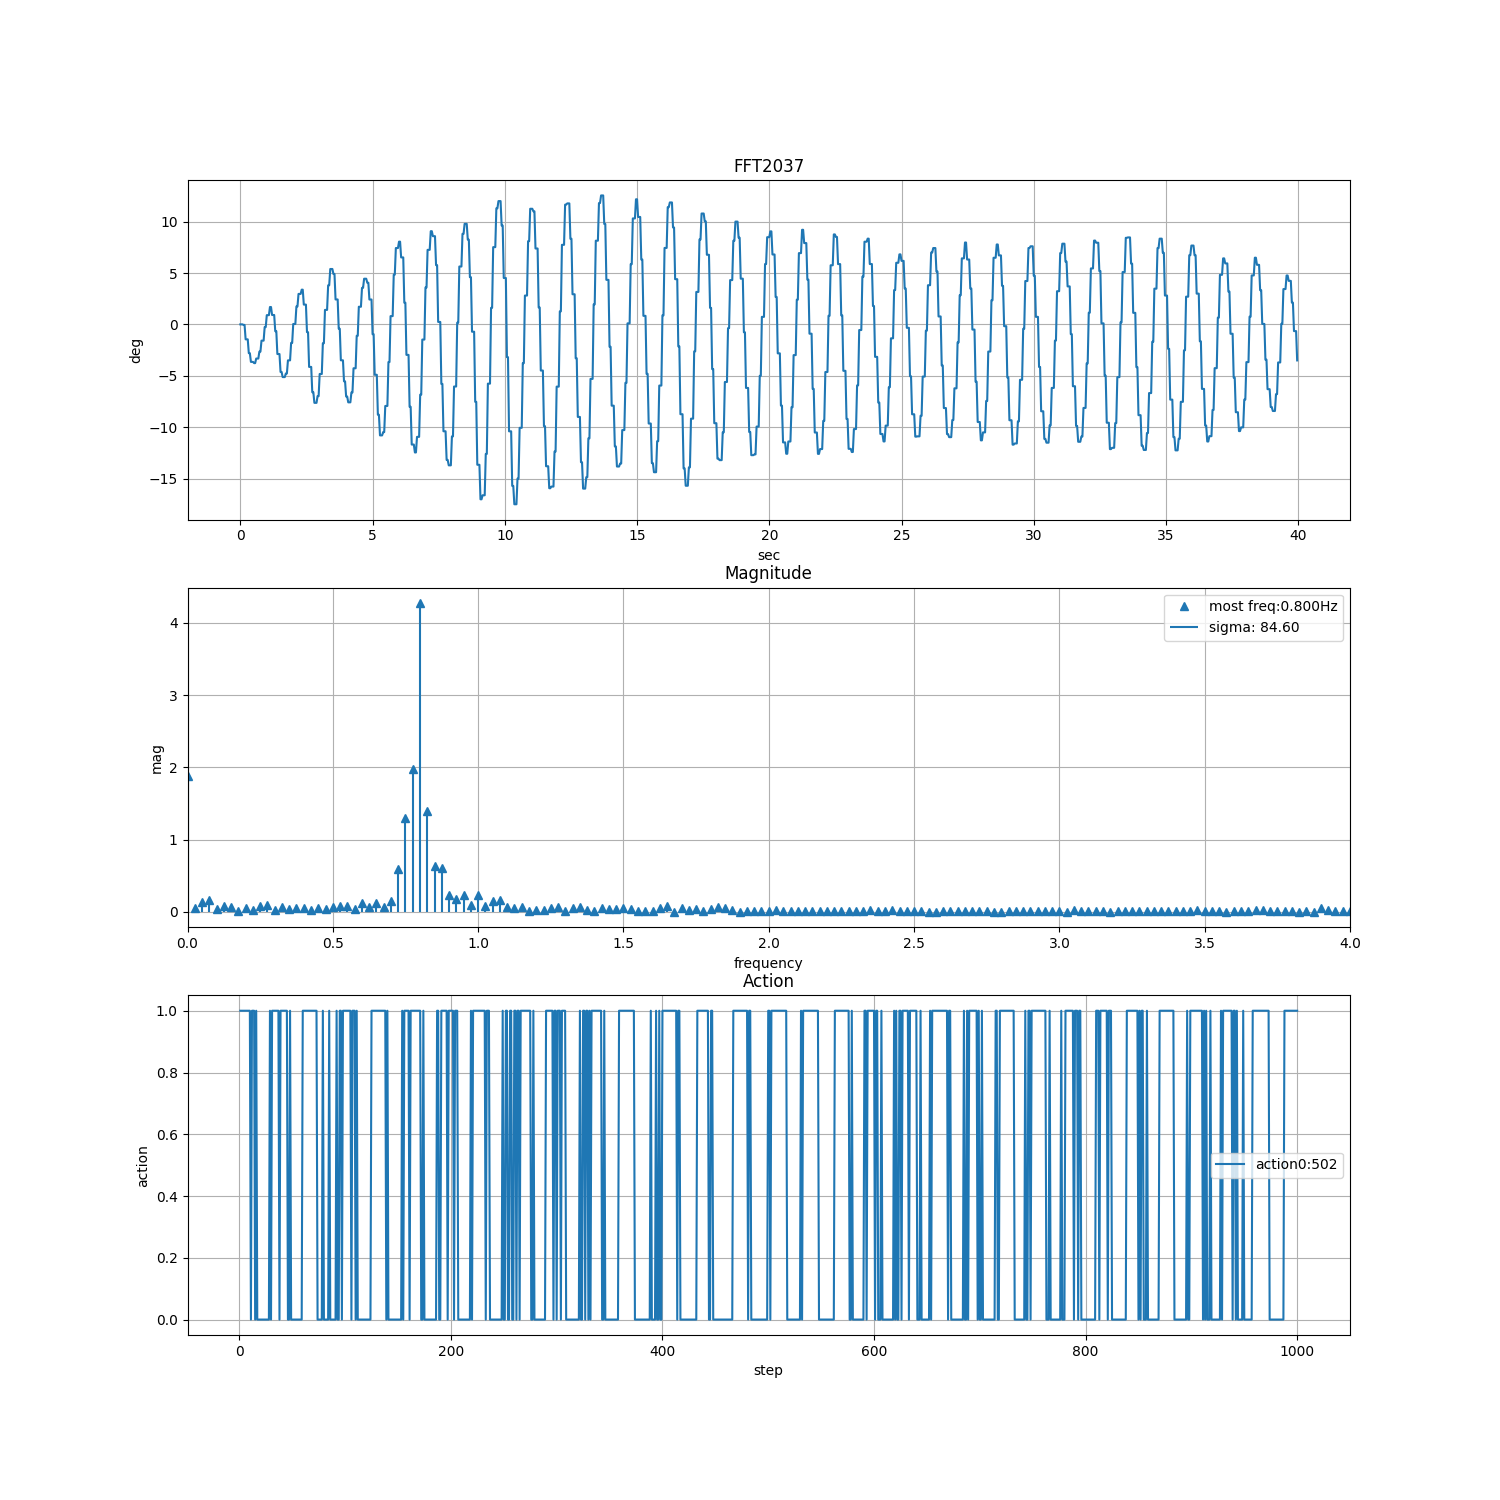 FFT2037
deg
10
5
0
−5
−10
−15
0 5 10 15 20 25 30 35 40
sec
Magnitude
most freq:0.800Hz
sigma: 84.60
mag
4
3
2
1
0
0.0 0.5 1.0 1.5 2.0 2.5 3.0 3.5 4.0
frequency
Action
action
1.0
0.8
0.6
0.4
0.2
0.0
action0:502
0 200 400 600 800 1000
step